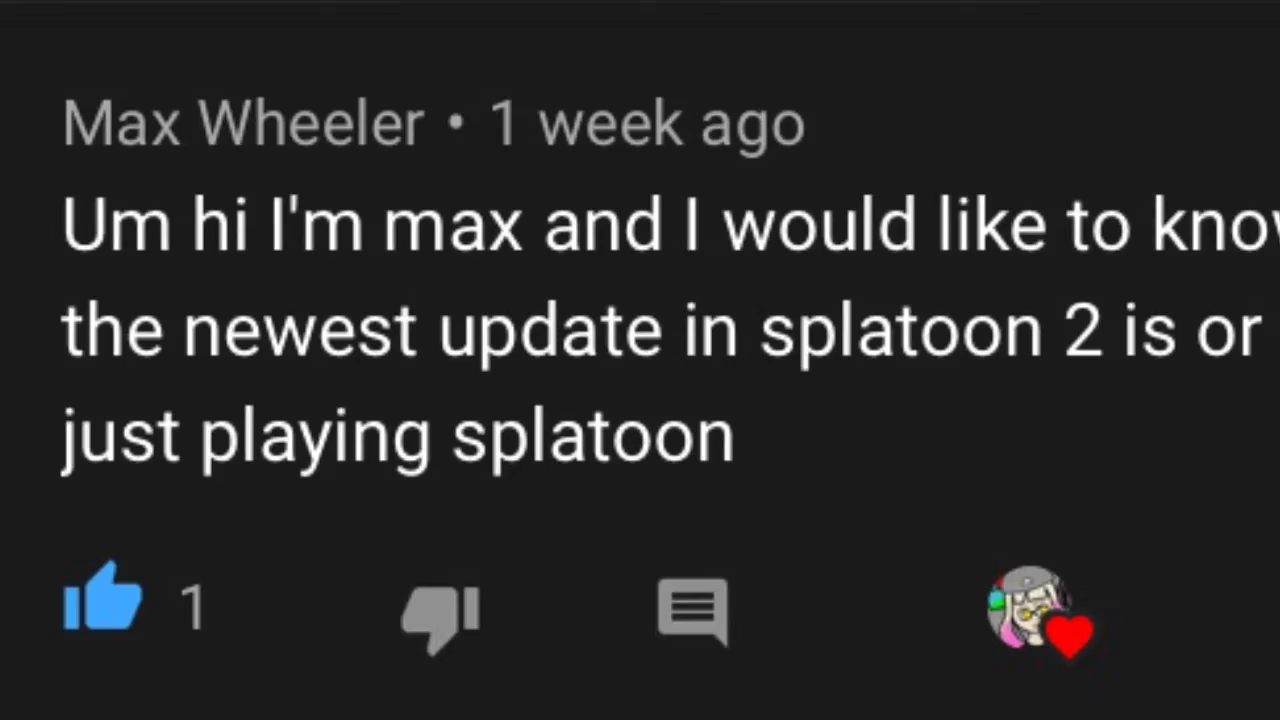 Max Wheeler • 1 week ago
Um hi I'm max and I would like to
the newest update in splatoon 2 is or
just playing splatoon
1